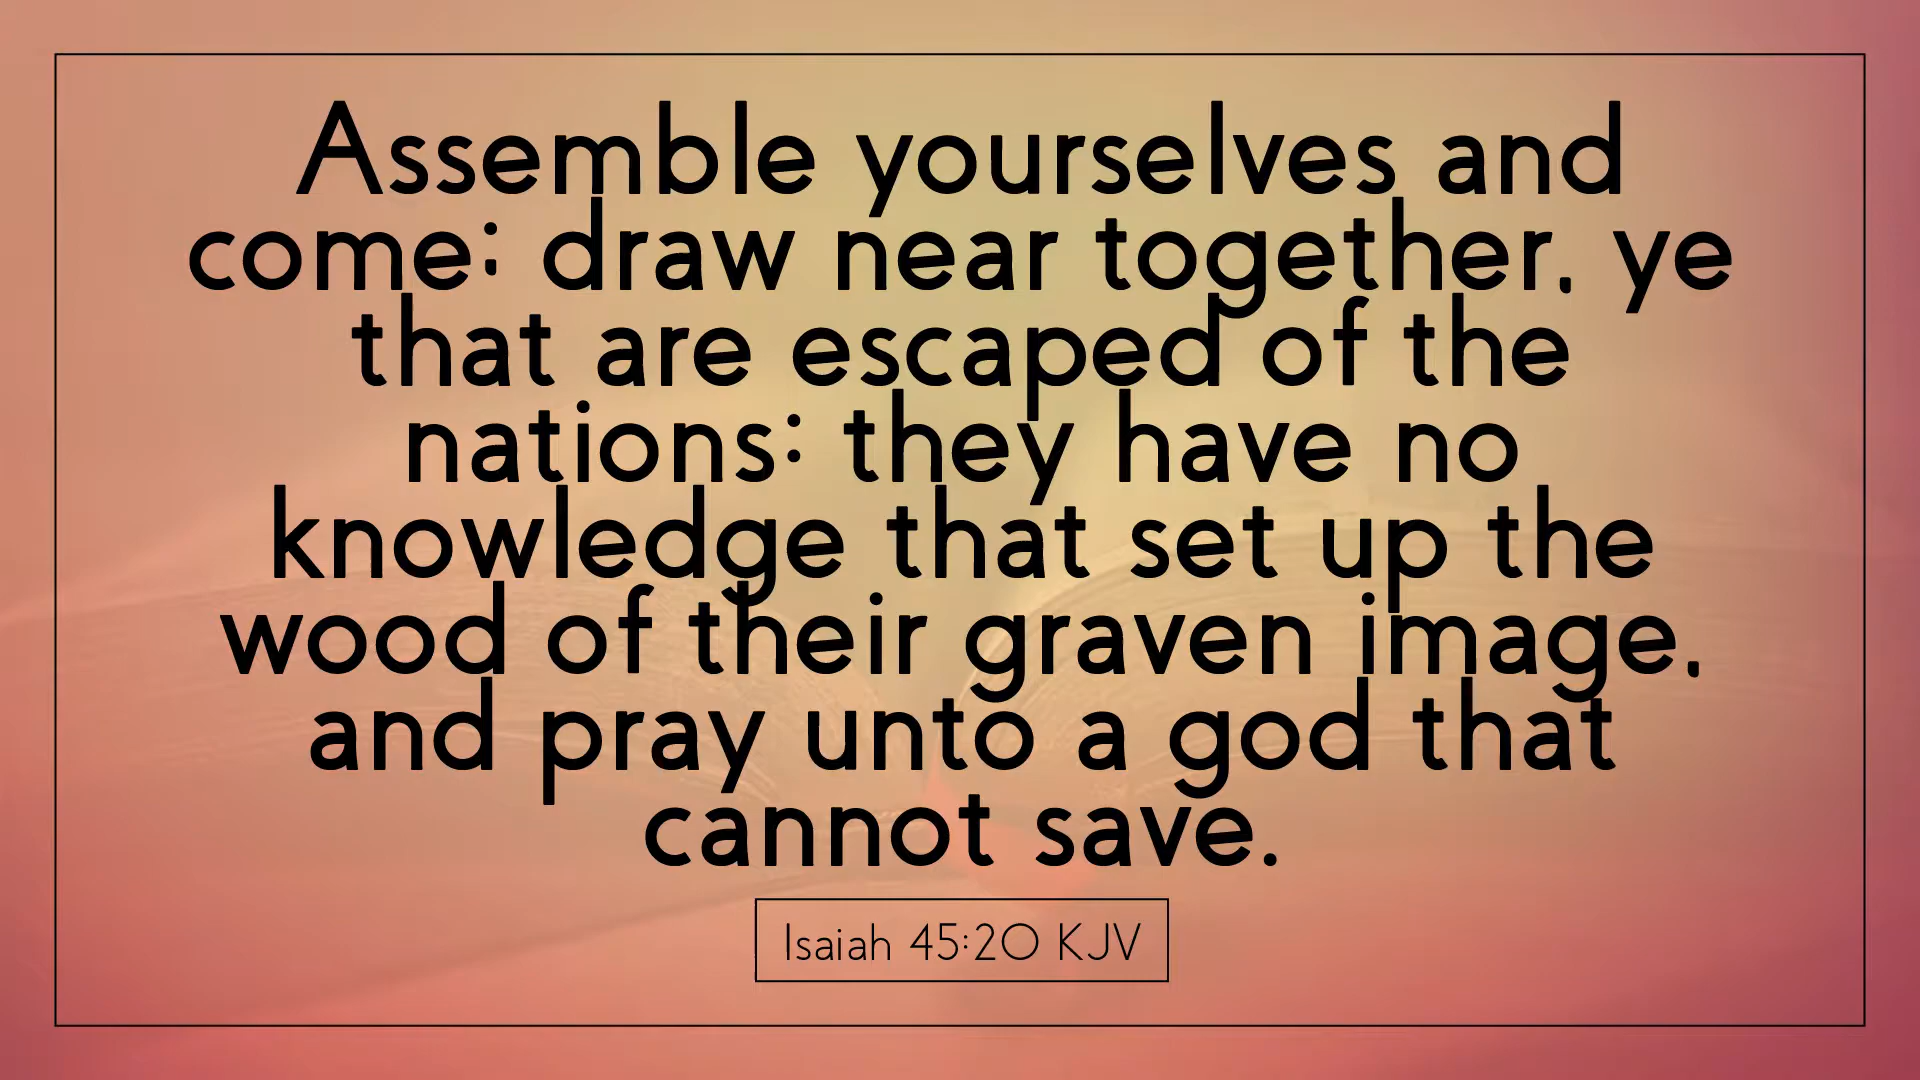 Assemble yourselves and
come; draw near together, ye
that are escaped of the
nations: they have no
knowledge that set up the
wood of their graven image,
and pray unto a god that
cannot save.
Isaiah 45:20 KJV